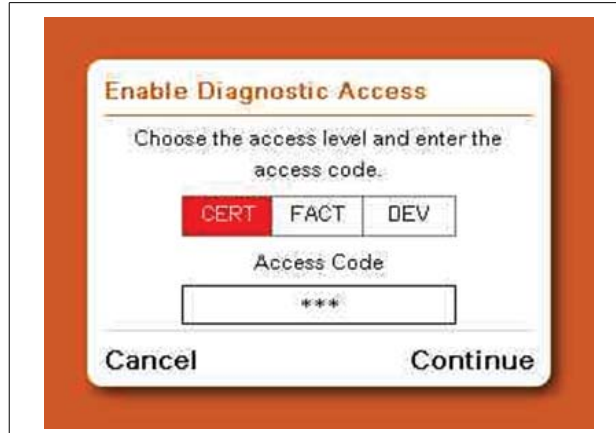 Enable Diagnostic Access
Choose the access level and enter the
access code.
CERT FACT DEV
Access Code
***
Cancel Continue